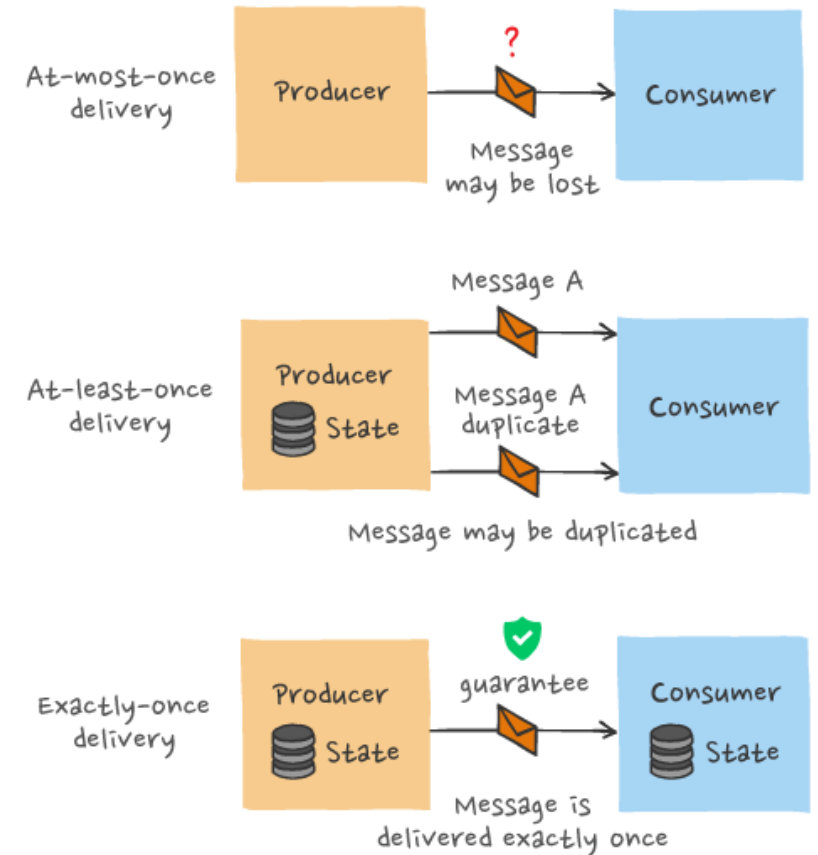 At-most-once
delivery
Producer
?
Message
may be lost
Consumer
At-least-once
delivery
Producer
State
Message A
Message A
duplicate
Consumer
Message may be duplicated
Exactly-once
delivery
Producer
State
guarantee
Message is
delivered exactly once
Consumer
State